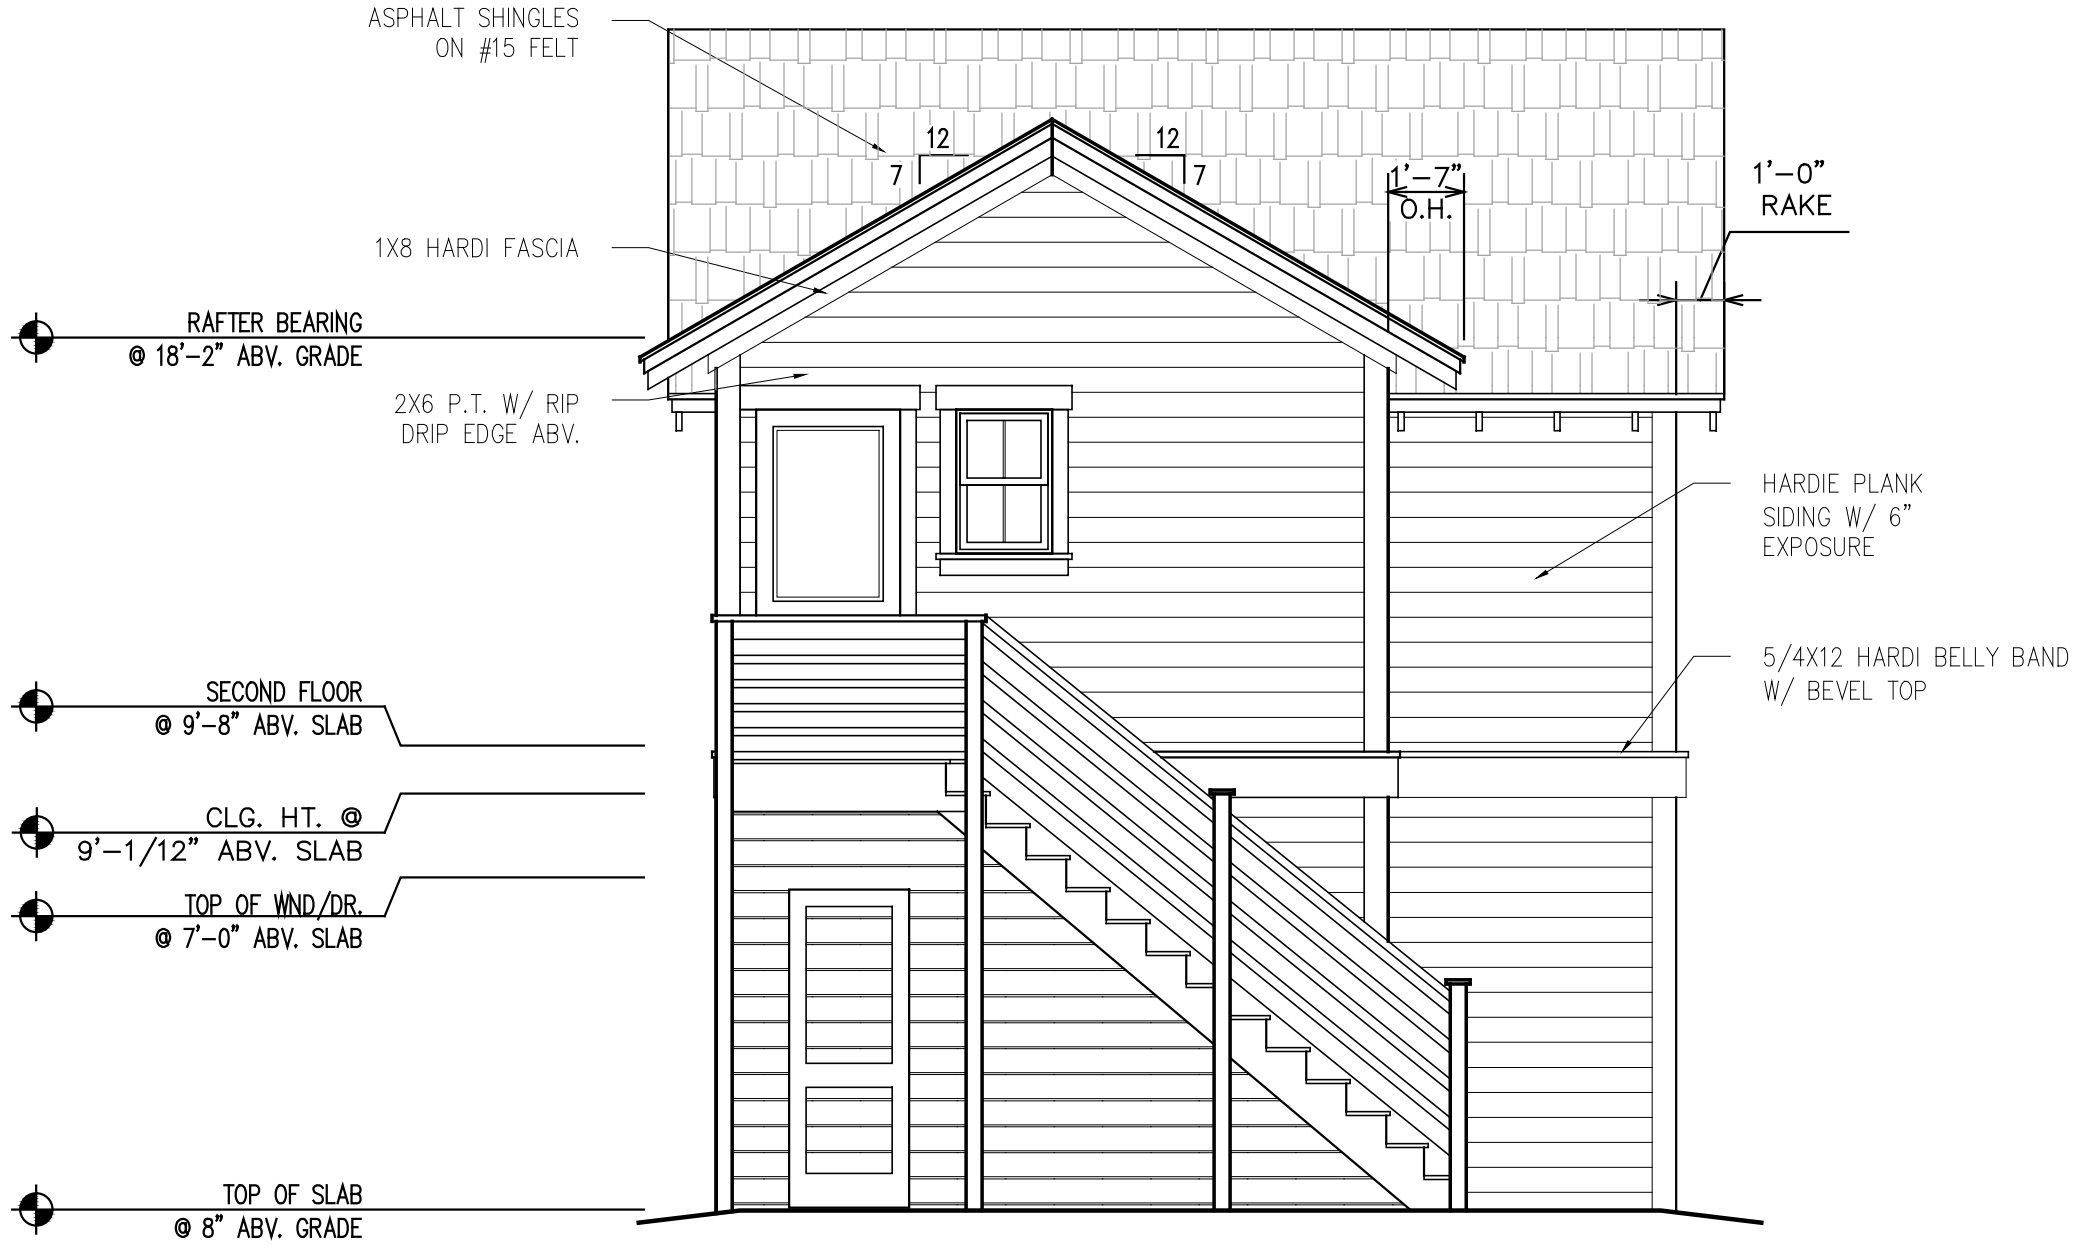 ASPHALT SHINGLES
ON #15 FELT
12
7
12
7
1'-7"
O.H.
1'-0"
RAKE
1X8 HARDI FASCIA
RAFTER BEARING
@ 18'-2" ABV. GRADE
2X6 P.T. W/ RIP
DRIP EDGE ABV.
HARDIE PLANK
SIDING W/ 6"
EXPOSURE
5/4X12 HARDI BELLY BAND
W/ BEVEL TOP
SECOND FLOOR
@ 9'-8" ABV. SLAB
CLG. HT. @
9'-1/12" ABV. SLAB
TOP OF WND/DR.
@ 7'-0" ABV. SLAB
TOP OF SLAB
@ 8" ABV. GRADE